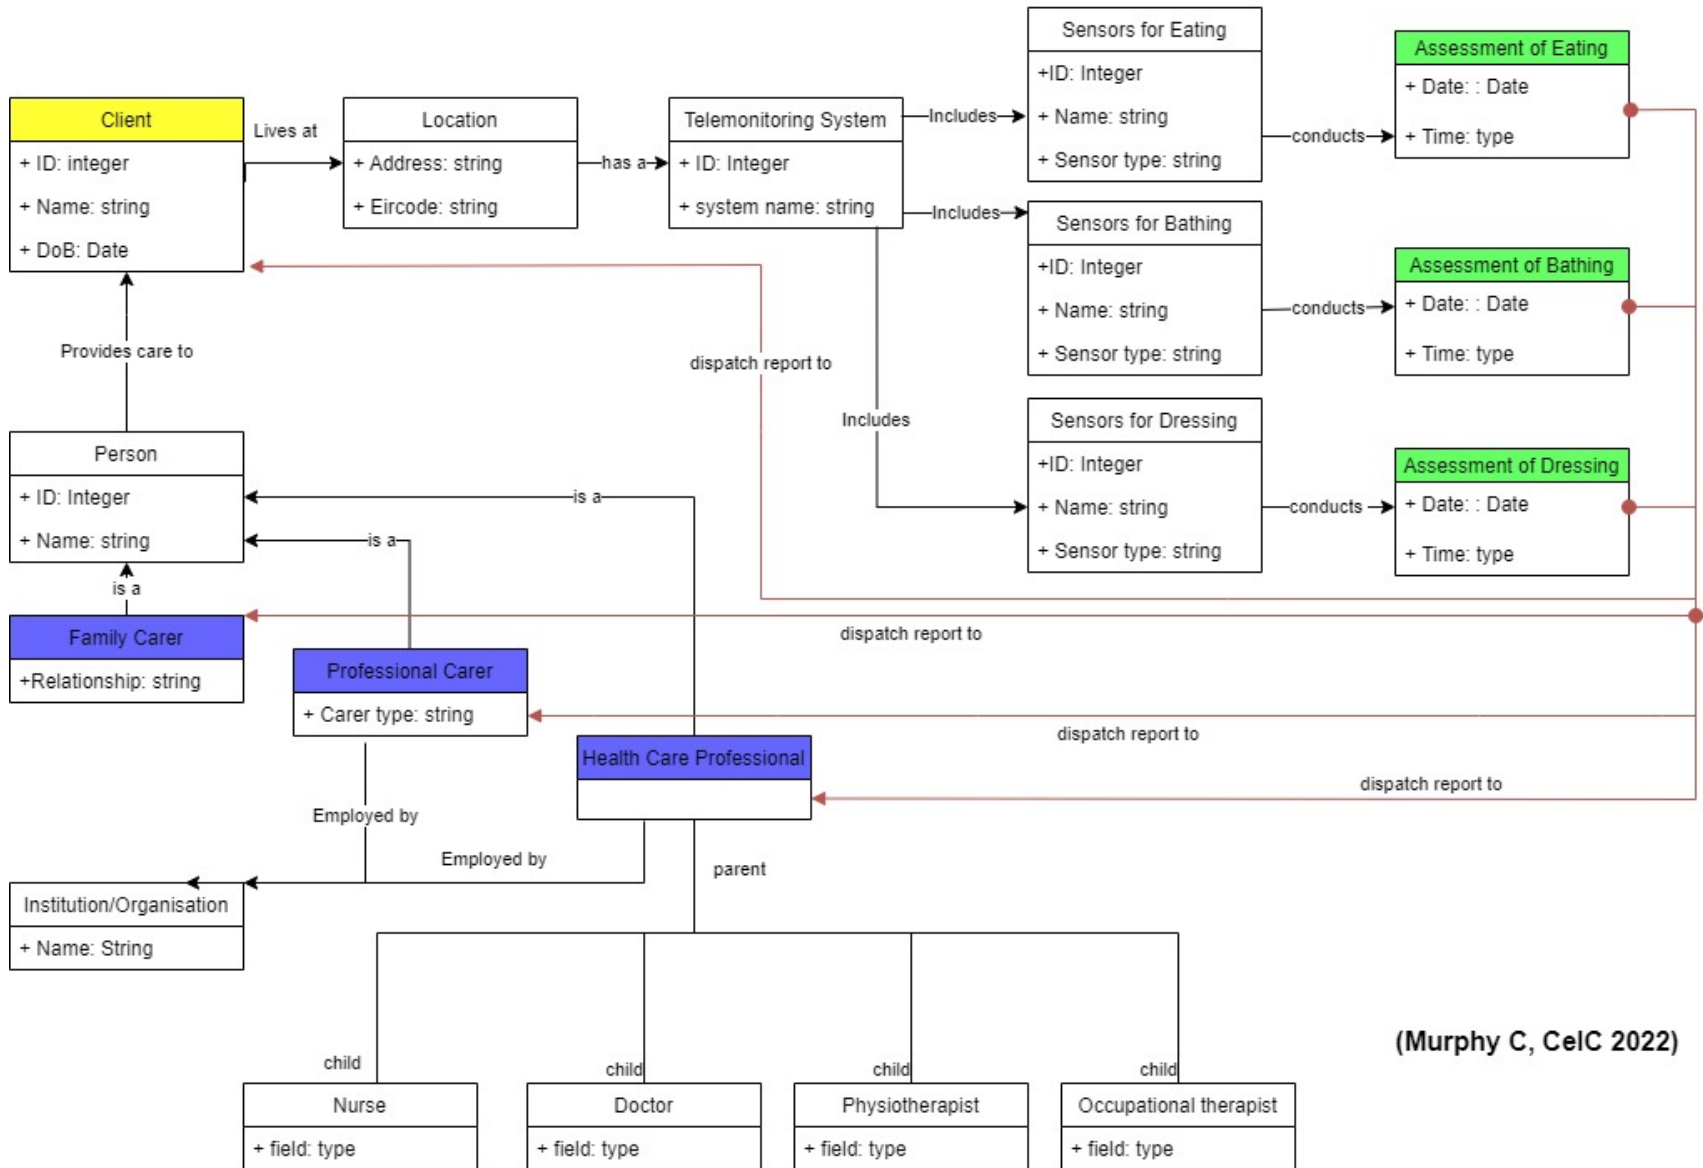 Client
+ ID: integer
+ Name: string
+ DoB: Date
Lives at
Location
+ Address: string
+ Eircode: string
has a
Telemonitoring System
+ ID: Integer
+ system name: string
Includes
Includes
Includes
Sensors for Eating
+ID: Integer
+ Name: string
+ Sensor type: string
conducts
Assessment of Eating
+ Date: : Date
+ Time: type
Sensors for Bathing
+ID: Integer
+ Name: string
+ Sensor type: string
conducts
Assessment of Bathing
+ Date: : Date
+ Time: type
Sensors for Dressing
+ID: Integer
+ Name: string
+ Sensor type: string
conducts
Assessment of Dressing
+ Date: : Date
+ Time: type
dispatch report to
Provides care to
Person
+ ID: Integer
+ Name: string
is a
is a
is a
Family Carer
+Relationship: string
dispatch report to
Professional Carer
+ Carer type: string
dispatch report to
Health Care Professional
dispatch report to
Employed by
Employed by
parent
Institution/Organisation
+ Name: String
child
child
child
child
Nurse
+ field: type
Doctor
+ field: type
Physiotherapist
+ field: type
Occupational therapist
+ field: type
(Murphy C, CeIC 2022)